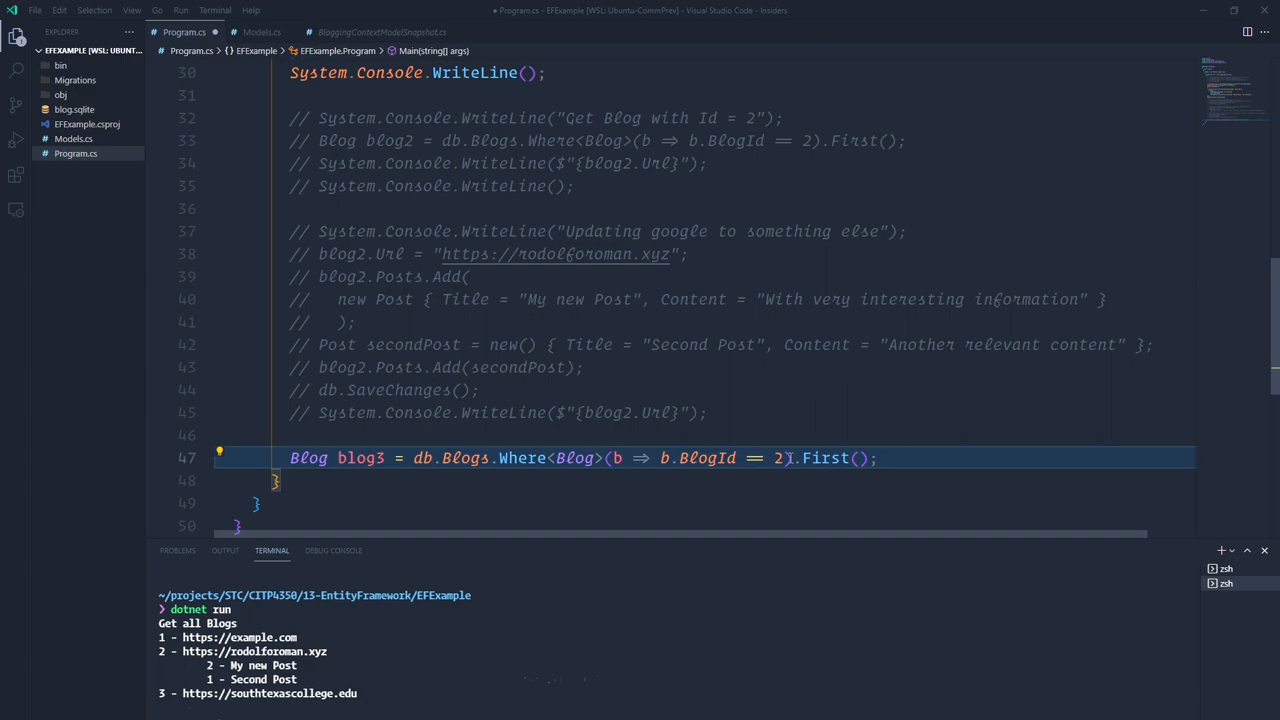 File Edit Selection View Go Run Terminal Help
● Program.cs - EFExample [WSL: Ubuntu-CommPrev] - Visual Studio Code - Insiders
EXPLORER
EFEXAMPLE [WSL: UBUNT...
bin
Migrations
obj
blog.sqlite
EFExample.csproj
Models.cs
Program.cs
Program.cs Models.cs BloggingContextModelSnapshot.cs
Program.cs {} EFExample EFExample.Program Main(string[] args)
30 System.Console.WriteLine();
31
32 // System.Console.WriteLine("Get Blog with Id = 2");
33 // Blog blog2 = db.Blogs.Where<Blog>(b => b.BlogId == 2).First();
34 // System.Console.WriteLine($"{blog2.Url}");
35 // System.Console.WriteLine();
36
37 // System.Console.WriteLine("Updating google to something else");
38 // blog2.Url = "https://rodolforoman.xyz";
39 // blog2.Posts.Add(
40 //   new Post { Title = "My new Post", Content = "With very interesting information" }
41 //   );
42 // Post secondPost = new() { Title = "Second Post", Content = "Another relevant content" };
43 // blog2.Posts.Add(secondPost);
44 // db.SaveChanges();
45 // System.Console.WriteLine($"{blog2.Url}");
46
47 Blog blog3 = db.Blogs.Where<Blog>(b => b.BlogId == 2).First();
48 }
49 }
50 }
PROBLEMS OUTPUT TERMINAL DEBUG CONSOLE
zsh
zsh
~/projects/STC/CITP4350/13-EntityFramework/EFExample
❯ dotnet run
Get all Blogs
1 - https://example.com
2 - https://rodolforoman.xyz
2 - My new Post
1 - Second Post
3 - https://southtexascollege.edu